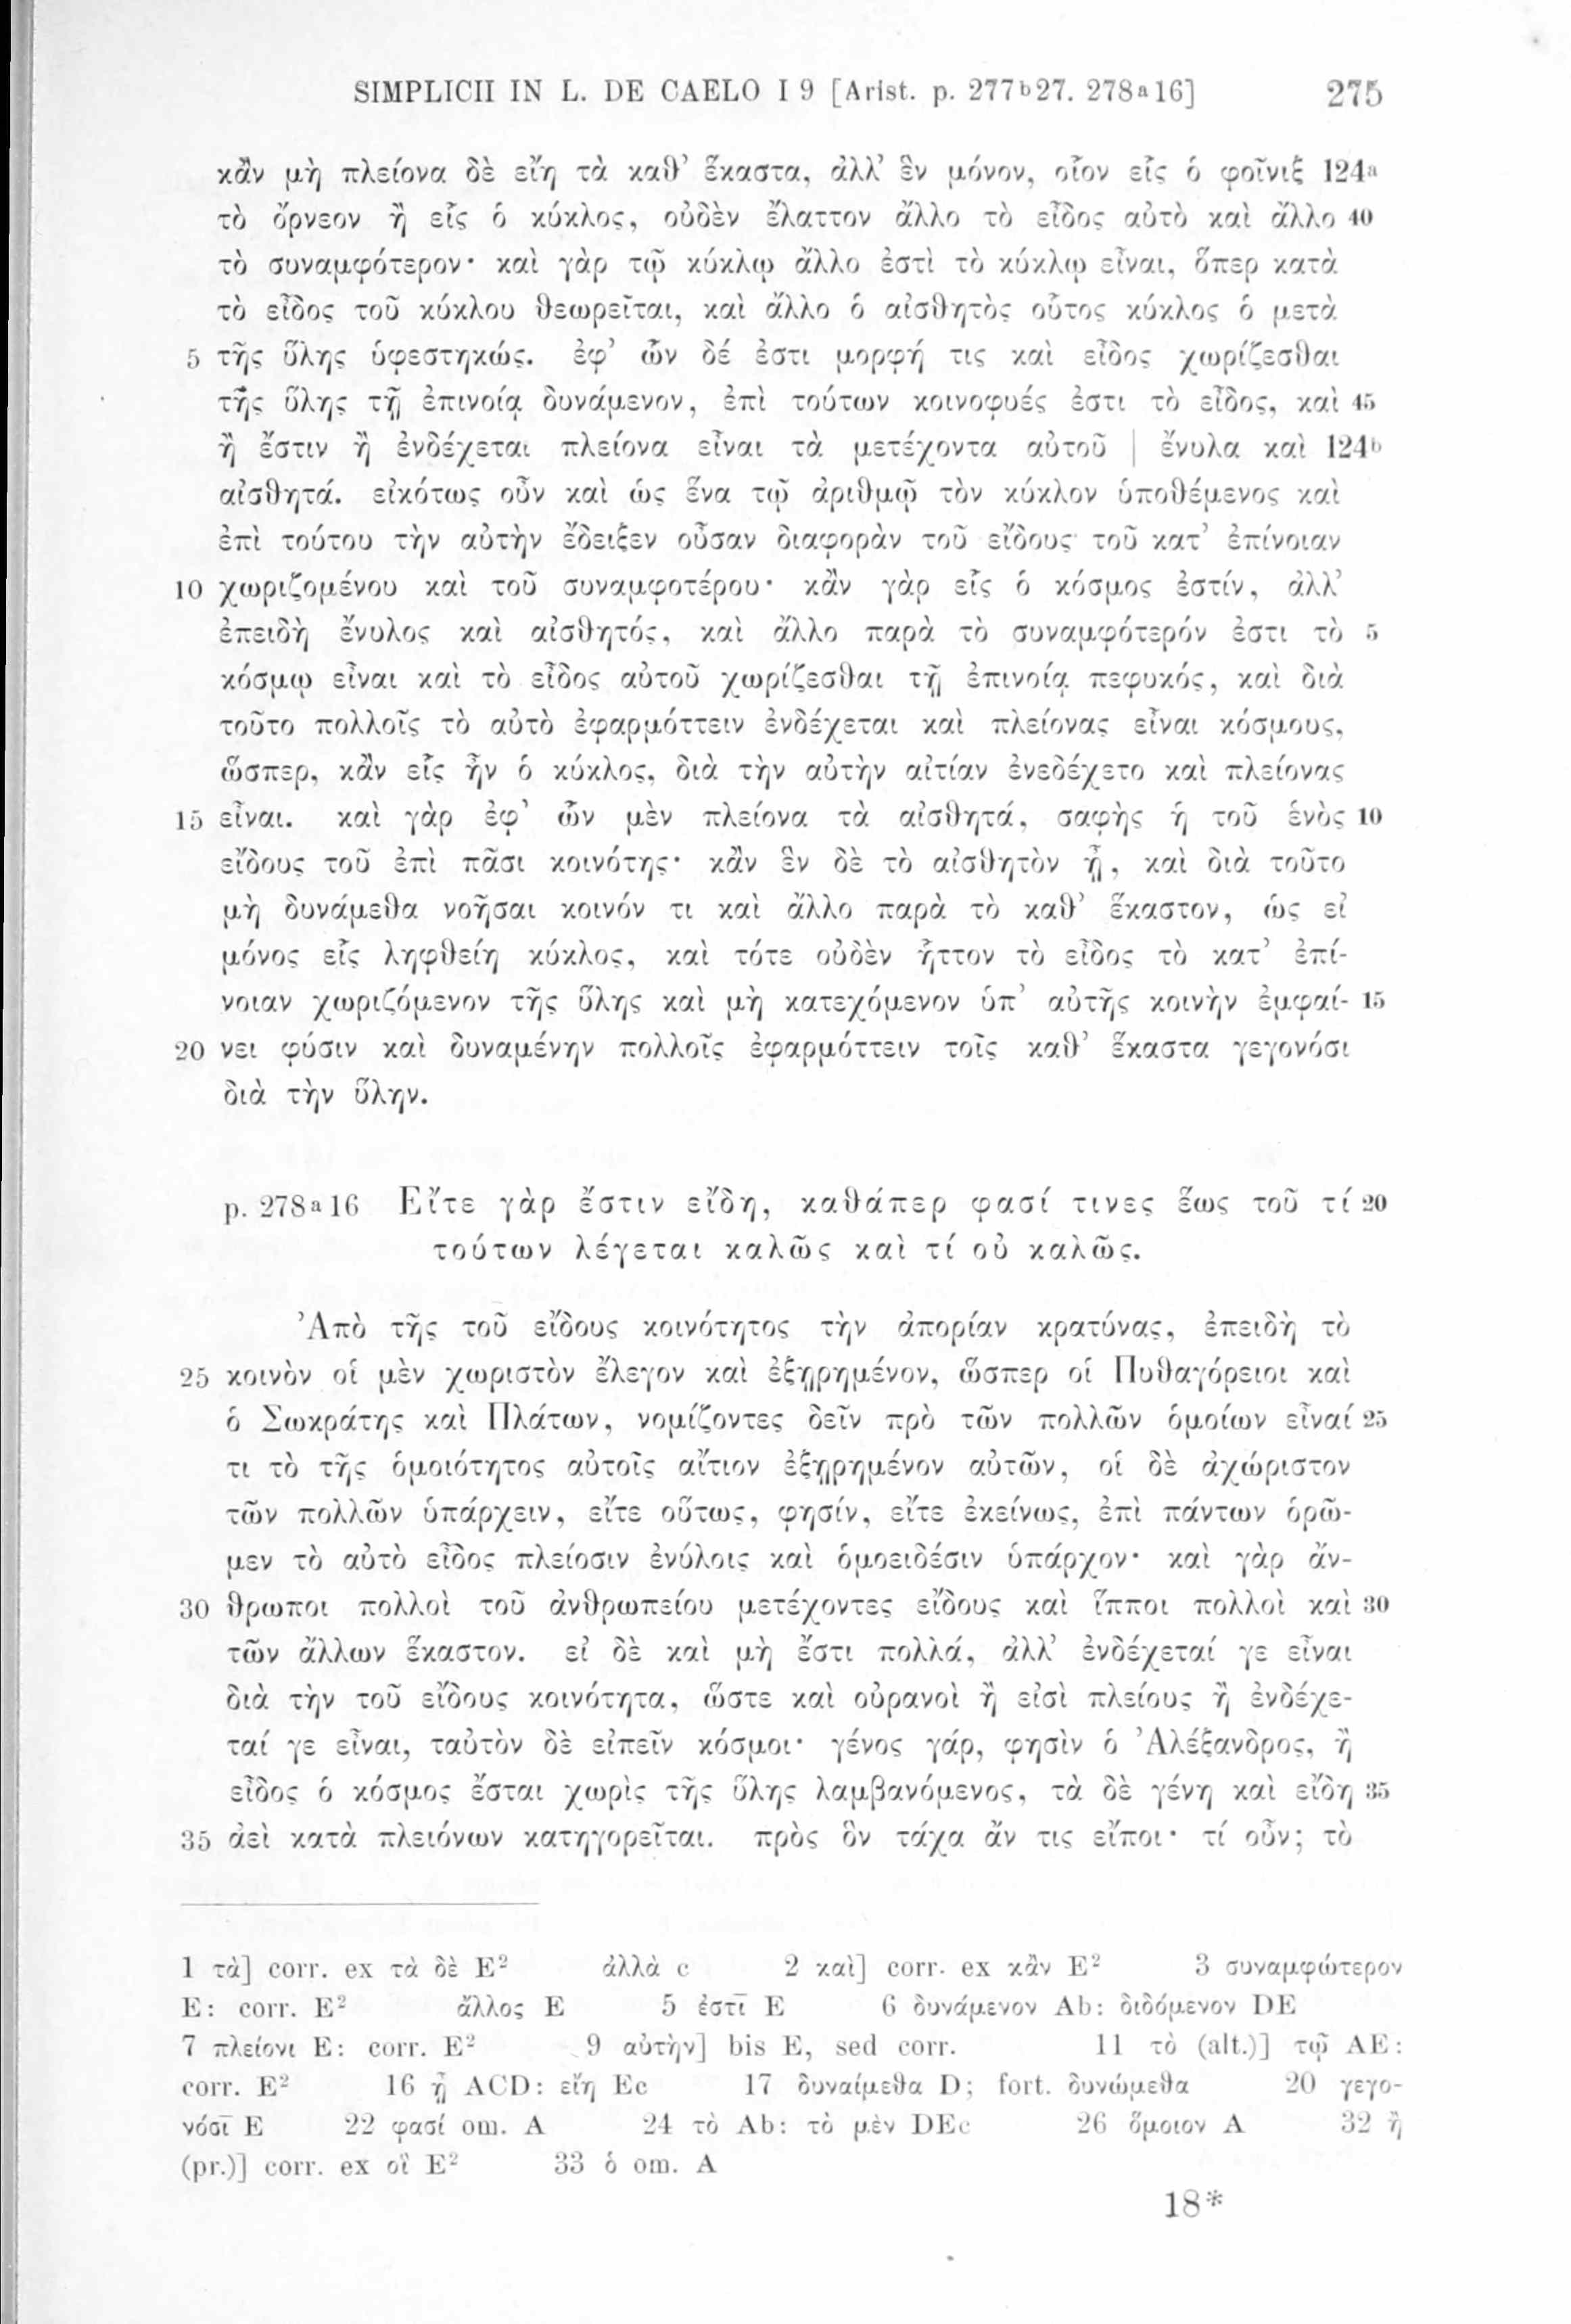 SIMPLICII IN L. DE CAELO I 9 [Arist. p. 277b27. 278a16] 275
κἂν μὴ πλείονα δὲ εἴη τὰ καθ’ ἕκαστα, ἀλλ’ ἓν μόνον, οἷον εἷς ὁ φοῖνιξ 124a
τὸ ὄρνεον ἢ εἷς ὁ κύκλος, οὐδὲν ἔλαττον ἄλλο τὸ εἶδος αὐτὸ καὶ ἄλλο 40
τὸ συναμφότερον· καὶ γὰρ τῷ κύκλῳ ἄλλο ἐστὶ τὸ κύκλῳ εἶναι, ὅπερ κατὰ
τὸ εἶδος τοῦ κύκλου θεωρεῖται, καὶ ἄλλο ὁ αἰσθητὸς οὗτος κύκλος ὁ μετὰ
5 τῆς ὕλης ὑφεστηκώς. ἐφ’ ὧν δέ ἐστι μορφή τις καὶ εἶδος χωρίζεσθαι
τῆς ὕλης τῇ ἐπινοίᾳ δυνάμενον, ἐπὶ τούτων κοινοφυές ἐστι τὸ εἶδος, καὶ 45
ἢ ἔστιν ἢ ἐνδέχεται πλείονα εἶναι τὰ μετέχοντα αὐτοῦ | ἔνυλα καὶ 124b
αἰσθητά. εἰκότως οὖν καὶ ὡς ἕνα τῷ ἀριθμῷ τὸν κύκλον ὑποθέμενος καὶ
ἐπὶ τούτου τὴν αὐτὴν ἔδειξεν οὖσαν διαφορὰν τοῦ εἴδους τοῦ κατ’ ἐπίνοιαν
10 χωριζομένου καὶ τοῦ συναμφοτέρου· κἂν γὰρ εἷς ὁ κόσμος ἐστίν, ἀλλ’
ἐπειδὴ ἔνυλος καὶ αἰσθητός, καὶ ἄλλο παρὰ τὸ συναμφότερόν ἐστι τὸ 5
κόσμῳ εἶναι καὶ τὸ εἶδος αὐτοῦ χωρίζεσθαι τῇ ἐπινοίᾳ πεφυκός, καὶ διὰ
τοῦτο πολλοῖς τὸ αὐτὸ ἐφαρμόττειν ἐνδέχεται καὶ πλείονας εἶναι κόσμους,
ὥσπερ, κἂν εἷς ἦν ὁ κύκλος, διὰ τὴν αὐτὴν αἰτίαν ἐνεδέχετο καὶ πλείονας
15 εἶναι. καὶ γὰρ ἐφ’ ὧν μὲν πλείονα τὰ αἰσθητά, σαφὴς ἡ τοῦ ἑνὸς 10
εἴδους τοῦ ἐπὶ πᾶσι κοινότης· κἂν ἓν δὲ τὸ αἰσθητὸν ᾖ, καὶ διὰ τοῦτο
μὴ δυνάμεθα νοῆσαι κοινόν τι καὶ ἄλλο παρὰ τὸ καθ’ ἕκαστον, ὡς εἰ
μόνος εἷς ληφθείη κύκλος, καὶ τότε οὐδὲν ἧττον τὸ εἶδος τὸ κατ’ ἐπί-
νοιαν χωριζόμενον τῆς ὕλης καὶ μὴ κατεχόμενον ὑπ’ αὐτῆς κοινὴν ἐμφαί- 15
20 νει φύσιν καὶ δυναμένην πολλοῖς ἐφαρμόττειν τοῖς καθ’ ἕκαστα γεγονόσι
διὰ τὴν ὕλην.
p. 278a16 Εἴτε γὰρ ἔστιν εἴδη, καθάπερ φασί τινες ἕως τοῦ τί 20
τούτων λέγεται καλῶς καὶ τί οὐ καλῶς.
Ἀπὸ τῆς τοῦ εἴδους κοινότητος τὴν ἀπορίαν κρατύνας, ἐπειδὴ τὸ
25 κοινὸν οἱ μὲν χωριστὸν ἔλεγον καὶ ἐξῃρημένον, ὥσπερ οἱ Πυθαγόρειοι καὶ
ὁ Σωκράτης καὶ Πλάτων, νομίζοντες δεῖν πρὸ τῶν πολλῶν ὁμοίων εἶναί 25
τι τὸ τῆς ὁμοιότητος αὐτοῖς αἴτιον ἐξῃρημένον αὐτῶν, οἱ δὲ ἀχώριστον
τῶν πολλῶν ὑπάρχειν, εἴτε οὕτως, φησίν, εἴτε ἐκείνως, ἐπὶ πάντων ὁρῶ-
μεν τὸ αὐτὸ εἶδος πλείοσιν ἐνύλοις καὶ ὁμοειδέσιν ὑπάρχον· καὶ γὰρ ἄν-
30 θρωποι πολλοὶ τοῦ ἀνθρωπείου μετέχοντες εἴδους καὶ ἵπποι πολλοὶ καὶ 30
τῶν ἄλλων ἕκαστον. εἰ δὲ καὶ μὴ ἔστι πολλά, ἀλλ’ ἐνδέχεταί γε εἶναι
διὰ τὴν τοῦ εἴδους κοινότητα, ὥστε καὶ οὐρανοὶ ἢ εἰσὶ πλείους ἢ ἐνδέχε-
ταί γε εἶναι, ταὐτὸν δὲ εἰπεῖν κόσμοι· γένος γάρ, φησὶν ὁ Ἀλέξανδρος, ἢ
εἶδος ὁ κόσμος ἔσται χωρὶς τῆς ὕλης λαμβανόμενος, τὰ δὲ γένη καὶ εἴδη 35
35 ἀεὶ κατὰ πλειόνων κατηγορεῖται. πρὸς ὃν τάχα ἄν τις εἴποι· τί οὖν; τὸ
1 τὰ] corr. ex τὰ δὲ E² ἀλλὰ c 2 καὶ] corr. ex κἂν E² 3 συναμφώτερον
E: corr. E² ἄλλος E 5 ἐστῖ E 6 δυνάμενον Ab: διδόμενον DE
7 πλείονι E: corr. E² 9 αὐτὴν] bis E, sed corr. 11 τὸ (alt.)] τῷ AE:
corr. E² 16 ᾖ ACD: εἴη Ec 17 δυναίμεθα D; fort. δυνώμεθα 20 γεγο-
νόσῖ E 22 φασί om. A 24 τὸ Ab: τὸ μὲν DEc 26 ὅμοιον A 32 ἢ
(pr.)] corr. ex οἳ E² 33 ὁ om. A
18*